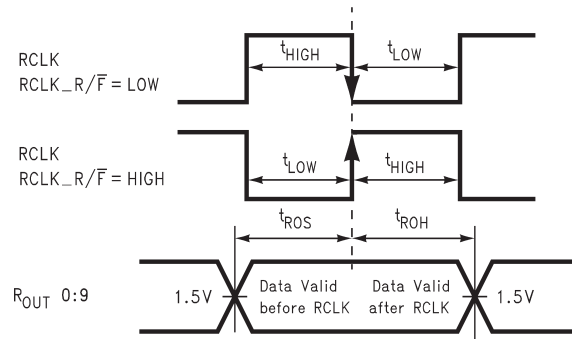 RCLK
RCLK_R/F̅ = LOW
tHIGH
tLOW
RCLK
RCLK_R/F̅ = HIGH
tLOW
tHIGH
tROS
tROH
ROUT 0:9
1.5V
Data Valid
before RCLK
Data Valid
after RCLK
1.5V